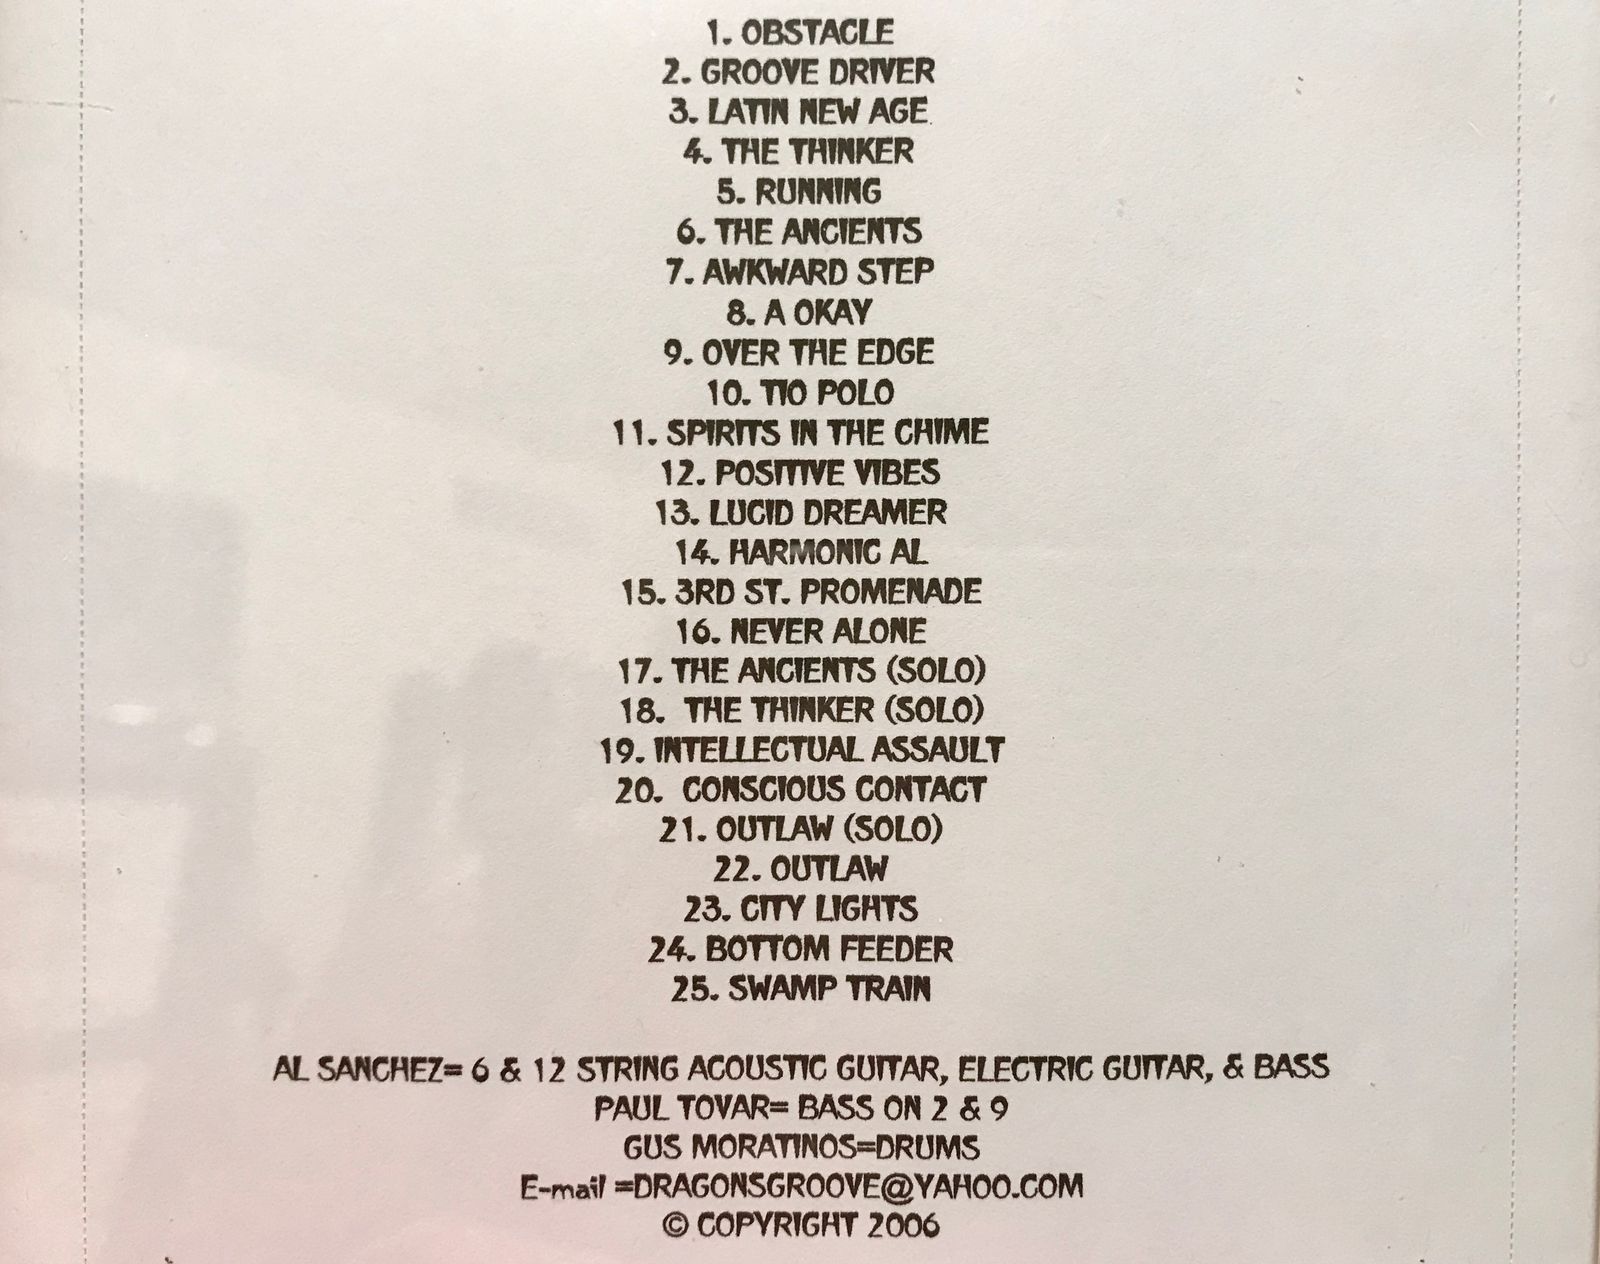 1. OBSTACLE
2. GROOVE DRIVER
3. LATIN NEW AGE
4. THE THINKER
5. RUNNING
6. THE ANCIENTS
7. AWKWARD STEP
8. A OKAY
9. OVER THE EDGE
10. TIO POLO
11. SPIRITS IN THE CHIME
12. POSITIVE VIBES
13. LUCID DREAMER
14. HARMONIC AL
15. 3RD ST. PROMENADE
16. NEVER ALONE
17. THE ANCIENTS (SOLO)
18. THE THINKER (SOLO)
19. INTELLECTUAL ASSAULT
20. CONSCIOUS CONTACT
21. OUTLAW (SOLO)
22. OUTLAW
23. CITY LIGHTS
24. BOTTOM FEEDER
25. SWAMP TRAIN
AL SANCHEZ= 6 & 12 STRING ACOUSTIC GUITAR, ELECTRIC GUITAR, & BASS
PAUL TOVAR= BASS ON 2 & 9
GUS MORATINOS=DRUMS
E-mail =DRAGONSGROOVE@YAHOO.COM
© COPYRIGHT 2006